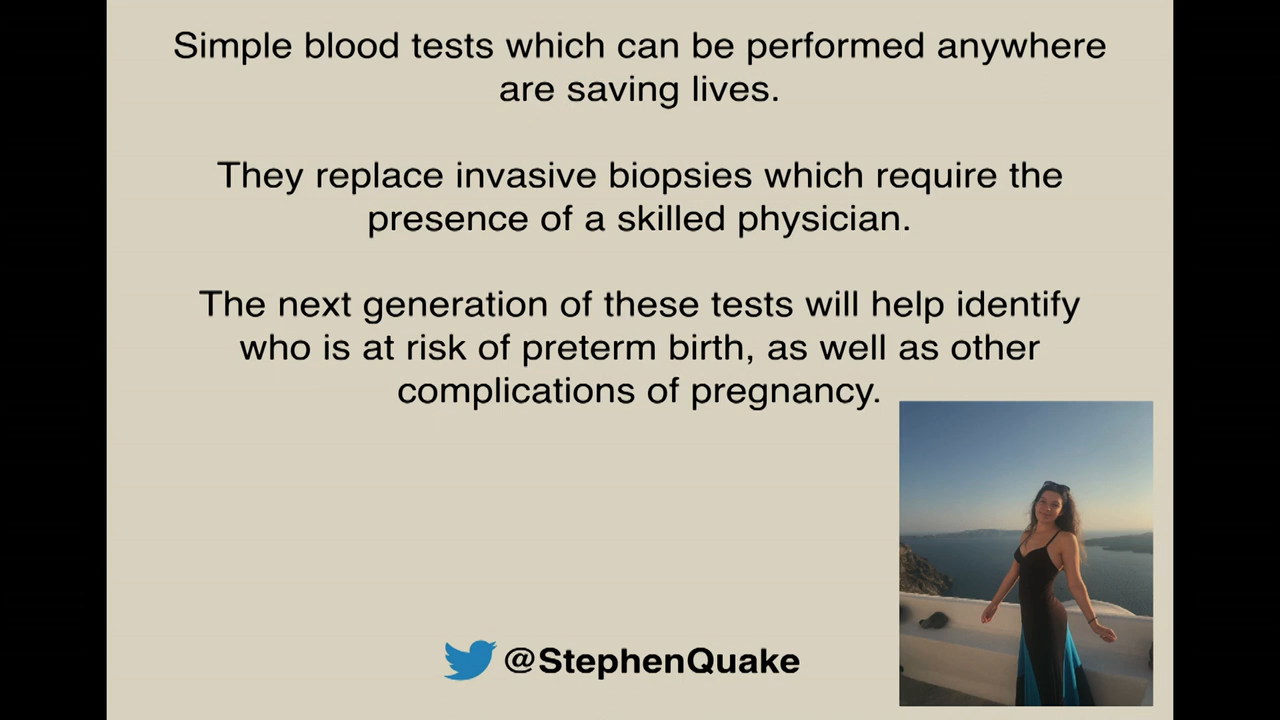 Simple blood tests which can be performed anywhere
are saving lives.
They replace invasive biopsies which require the
presence of a skilled physician.
The next generation of these tests will help identify
who is at risk of preterm birth, as well as other
complications of pregnancy.
@StephenQuake